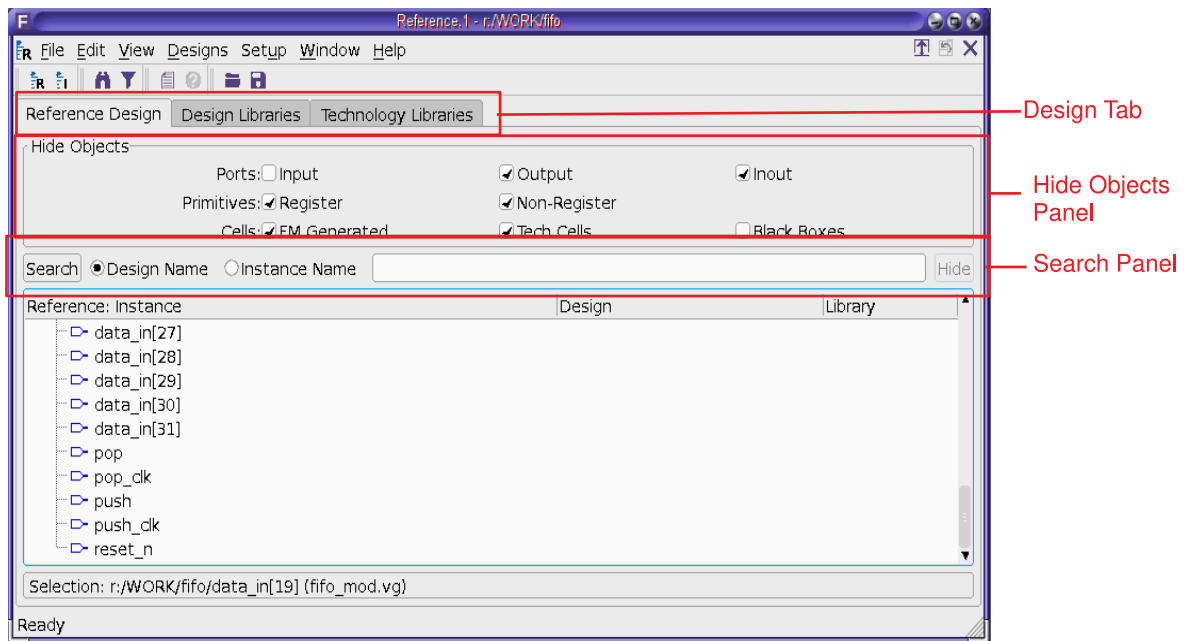 F Reference.1 - r:/WORK/fifo
R File Edit View Designs Setup Window Help
R I
Reference Design Design Libraries Technology Libraries
Design Tab
Hide Objects
Ports: Input Output Inout
Primitives: Register Non-Register
Cells: FM Generated Tech Cells Black Boxes
Hide Objects
Panel
Search Design Name Instance Name Hide
Search Panel
Reference: Instance Design Library
data_in[27]
data_in[28]
data_in[29]
data_in[30]
data_in[31]
pop
pop_clk
push
push_clk
reset_n
Selection: r:/WORK/fifo/data_in[19] (fifo_mod.vg)
Ready